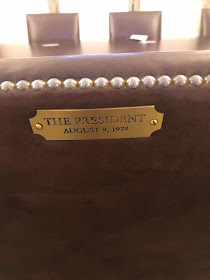 THE PRESIDENT
AUGUST 9, 1974